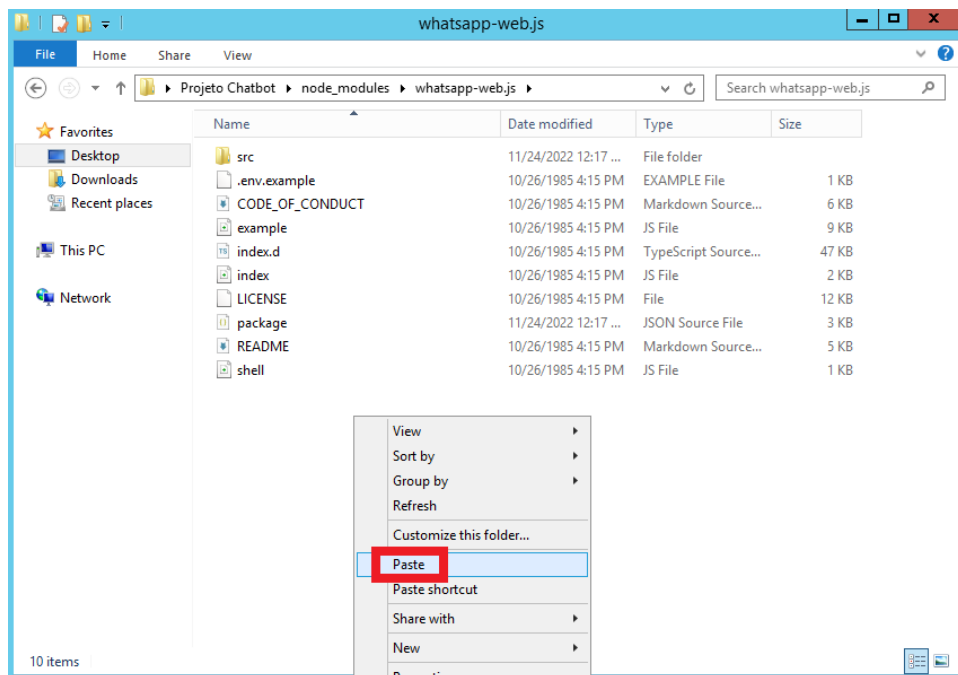 whatsapp-web.js
File Home Share View
Projeto Chatbot node_modules whatsapp-web.js Search whatsapp-web.js
Name Date modified Type Size
Favorites
Desktop
Downloads
Recent places
This PC
Network
src 11/24/2022 12:17 ... File folder
.env.example 10/26/1985 4:15 PM EXAMPLE File 1 KB
CODE_OF_CONDUCT 10/26/1985 4:15 PM Markdown Source... 6 KB
example 10/26/1985 4:15 PM JS File 9 KB
index.d 10/26/1985 4:15 PM TypeScript Source... 47 KB
index 10/26/1985 4:15 PM JS File 2 KB
LICENSE 10/26/1985 4:15 PM File 12 KB
package 11/24/2022 12:17 ... JSON Source File 3 KB
README 10/26/1985 4:15 PM Markdown Source... 5 KB
shell 10/26/1985 4:15 PM JS File 1 KB
View
Sort by
Group by
Refresh
Customize this folder...
Paste
Paste shortcut
Share with
New
10 items